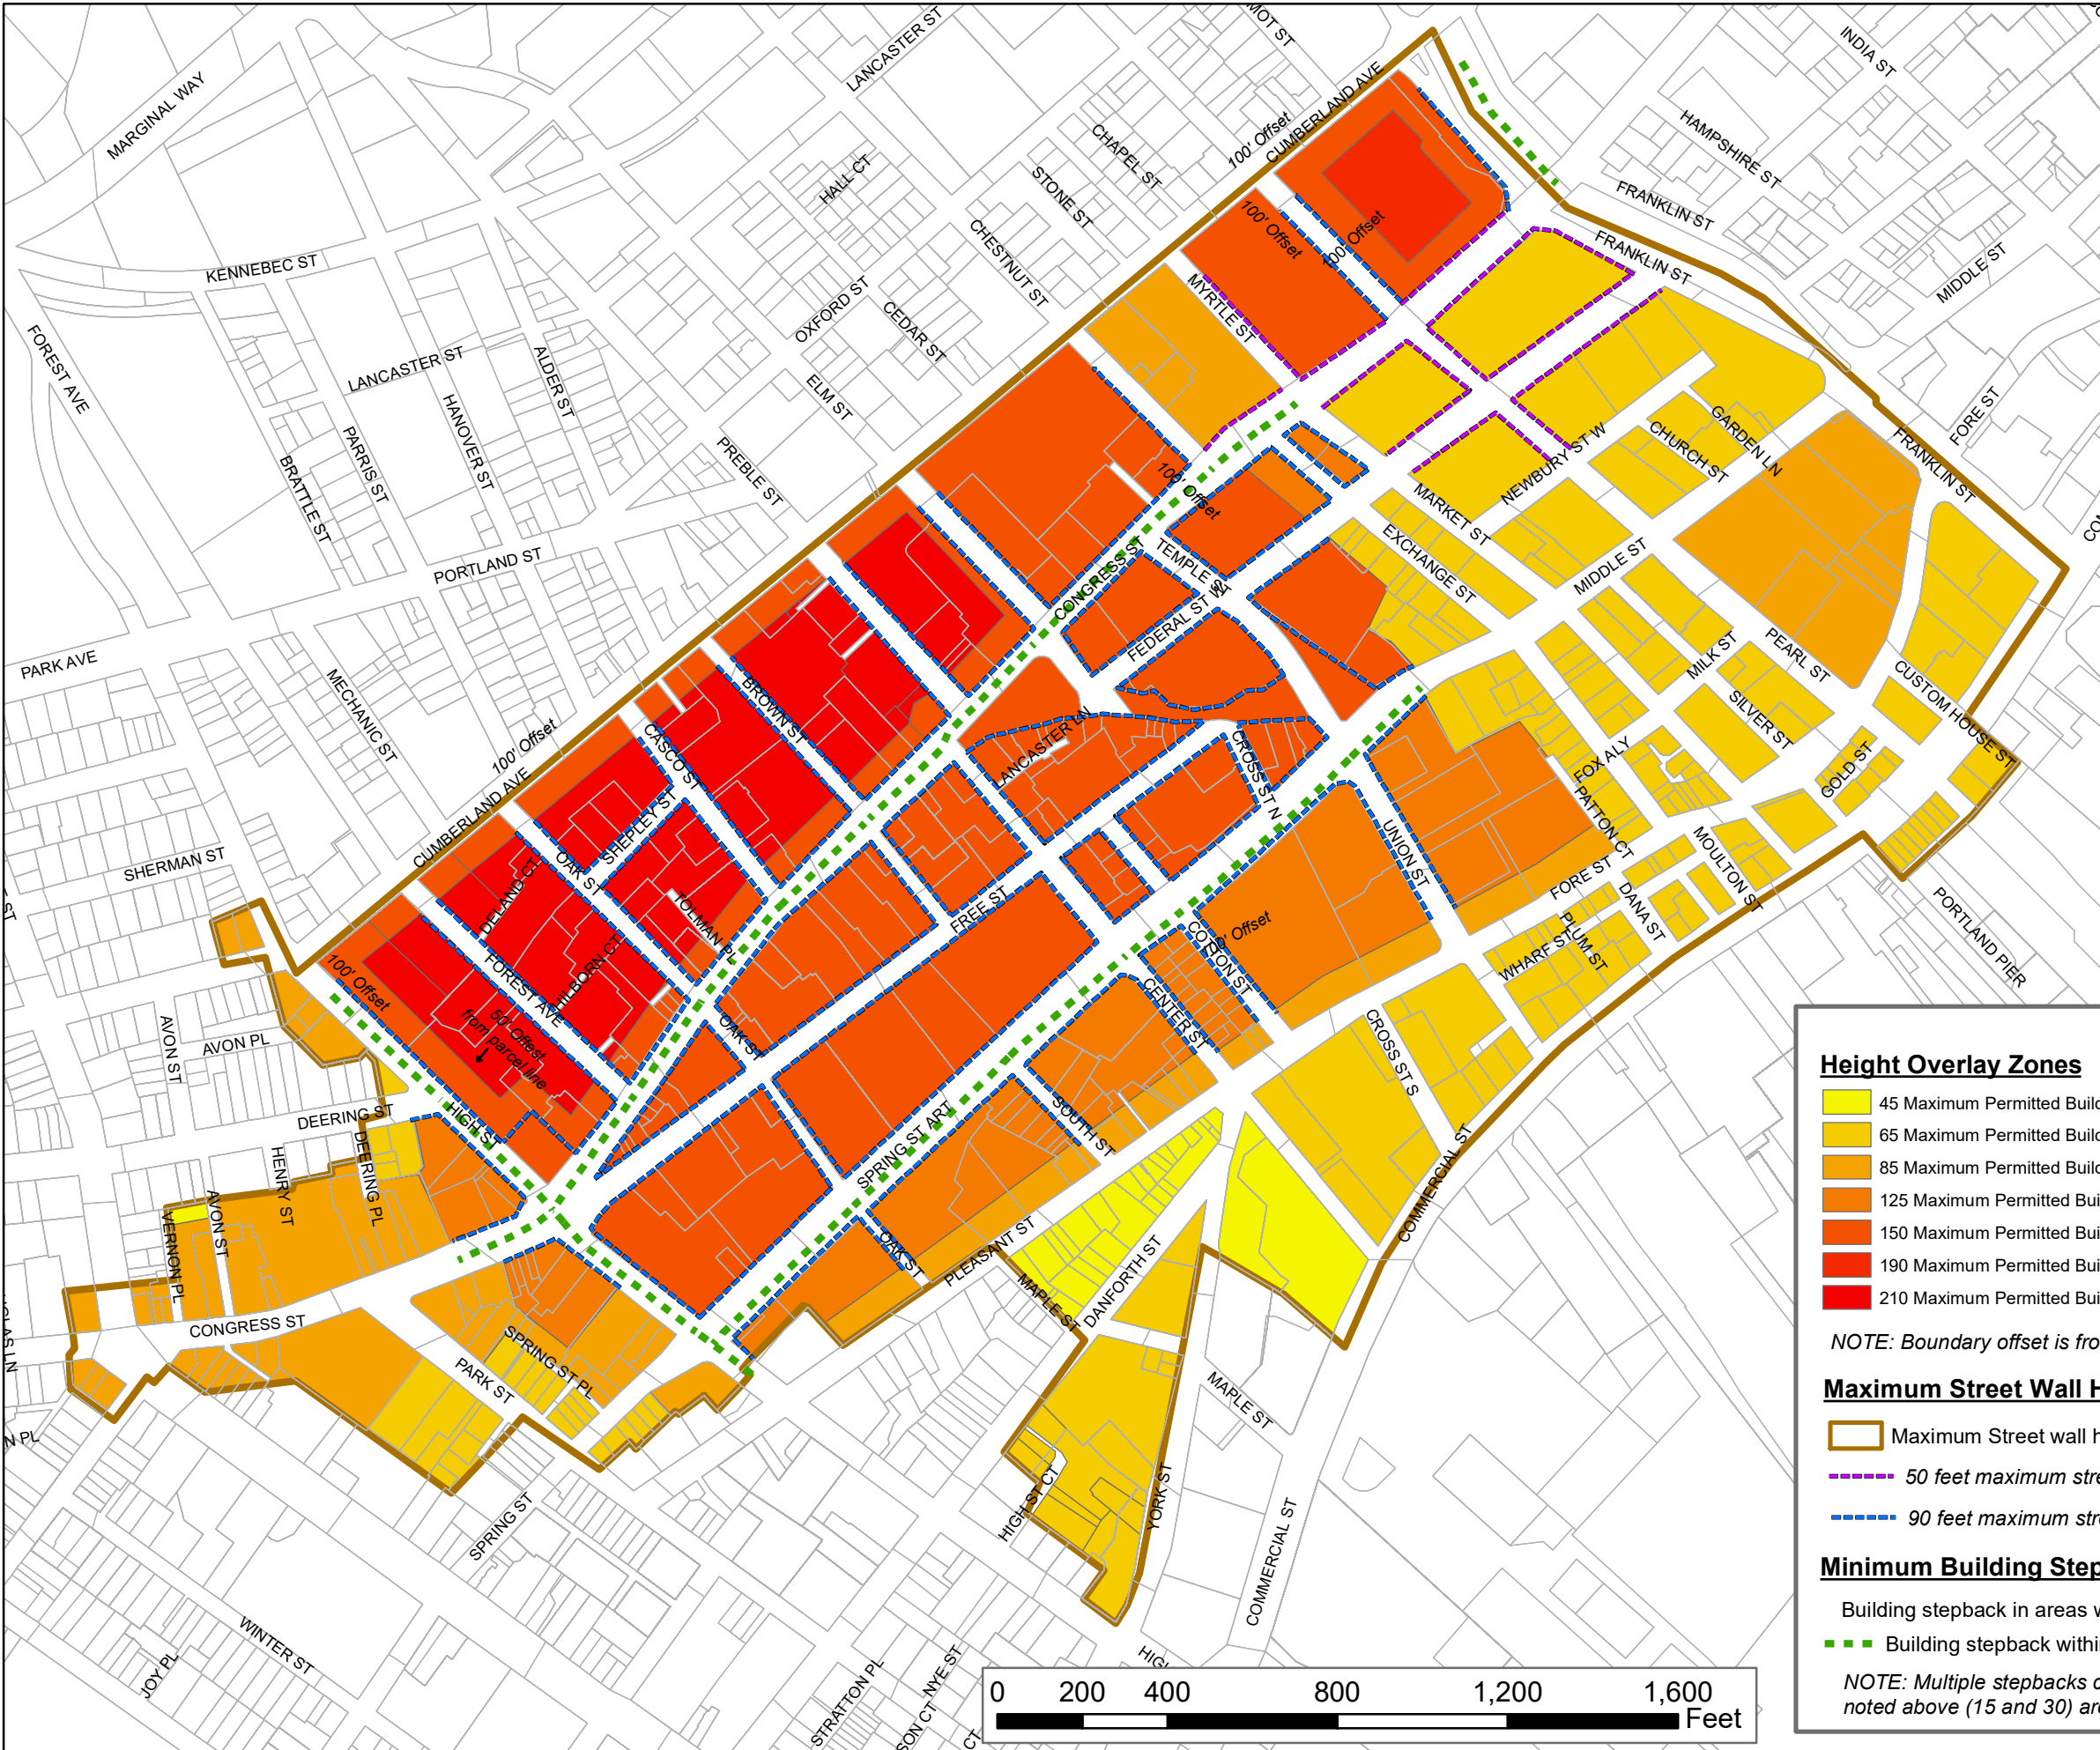 LANCASTER ST
MOT ST
INDIA ST
MARGINAL WAY
CUMBERLAND AVE
100' Offset
CHAPEL ST
HAMPSHIRE ST
HALL CT
STONE ST
FRANKLIN ST
100' Offset
100' Offset
CHESTNUT ST
FRANKLIN ST
MIDDLE ST
KENNEBEC ST
MYRTLE ST
OXFORD ST
CEDAR ST
FOREST AVE
LANCASTER ST
ALDER ST
ELM ST
HANOVER ST
FORE ST
GARDEN LN
CHURCH ST
NEWBURY ST W
PARRIS ST
BRATTLE ST
PREBLE ST
FRANKLIN ST
100' Offset
MARKET ST
EXCHANGE ST
PORTLAND ST
CONGRESS ST
TEMPLE ST
MIDDLE ST
FEDERAL ST W
PARK AVE
MILK ST
PEARL ST
MECHANIC ST
BROWN ST
CASCO ST
100' Offset
LANCASTER LN
CROSS ST N
SILVER ST
CUSTOM HOUSE ST
FOX ALY
GOLD ST
CUMBERLAND AVE
SHEPLEY ST
PATTON CT
UNION ST
MOULTON ST
SHERMAN ST
OAK ST
DELAND CT
TOLMAN PL
FREE ST
FORE ST
DANA ST
PLUM ST
WHARF ST
PORTLAND PIER
COTTON ST
HILBORN CT
FOREST AVE
100' Offset
CENTER ST
50' Offest
from parcel line
OAK ST
AVON ST
AVON PL
CROSS ST S
DEERING ST
HIGH ST
SOUTH ST
SPRING ST ART
HENRY ST
DEERING PL
COMMERCIAL ST
AVON ST
VERNON PL
OAK ST
PLEASANT ST
DANFORTH ST
MAPLE ST
CONGRESS ST
SPRING ST PL
PARK ST
MAPLE ST
N PL
SPRING ST
HIGH ST CT
YORK ST
COMMERCIAL ST
WINTER ST
JOY PL
STRATTON PL
SON CT
NYE ST
CT
Height Overlay Zones
45 Maximum Permitted Build
65 Maximum Permitted Build
85 Maximum Permitted Build
125 Maximum Permitted Bui
150 Maximum Permitted Bui
190 Maximum Permitted Bui
210 Maximum Permitted Bui
NOTE: Boundary offset is fro
Maximum Street Wall H
Maximum Street wall h
50 feet maximum stre
90 feet maximum stre
Minimum Building Step
Building stepback in areas w
Building stepback withi
NOTE: Multiple stepbacks o
noted above (15 and 30) are
0 200 400 800 1,200 1,600
Feet